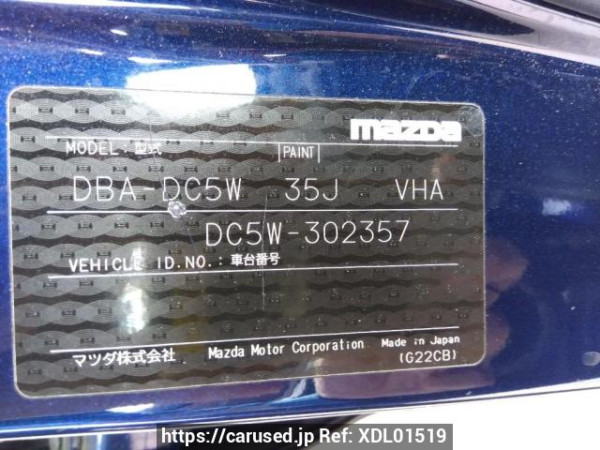 mazda
MODEL:型式 PAINT
DBA-DC5W 35J VHA
DC5W-302357
VEHICLE ID.NO.:車台番号
マツダ株式会社 Mazda Motor Corporation Made in Japan
(G22CB)
https://carused.jp Ref: XDL01519